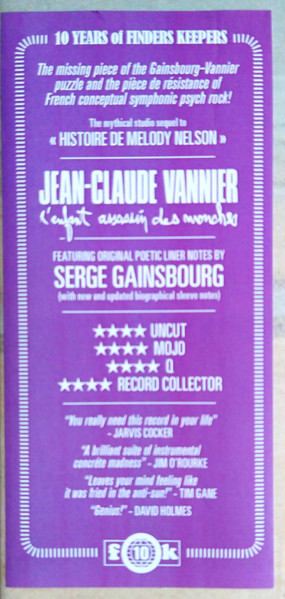 10 YEARS of FINDERS KEEPERS
The missing piece of the Gainsbourg-Vannier
puzzle and the pièce de résistance of
French conceptual symphonic psych rock!
The mythical studio sequel to
« HISTOIRE DE MELODY NELSON »
JEAN-CLAUDE VANNIER
l'enfant assassin des mouches
FEATURING ORIGINAL POETIC LINER NOTES BY
SERGE GAINSBOURG
(with new and updated biographical sleeve notes)
★★★★ UNCUT
★★★★ MOJO
★★★★ Q
★★★★ RECORD COLLECTOR
"You really need this record in your life"
- JARVIS COCKER
"A brilliant suite of instrumental
concréte madness" - JIM O'ROURKE
"Leaves your mind feeling like
it was fried in the anti-sun!" - TIM GANE
"Genius!" - DAVID HOLMES
f 10 k